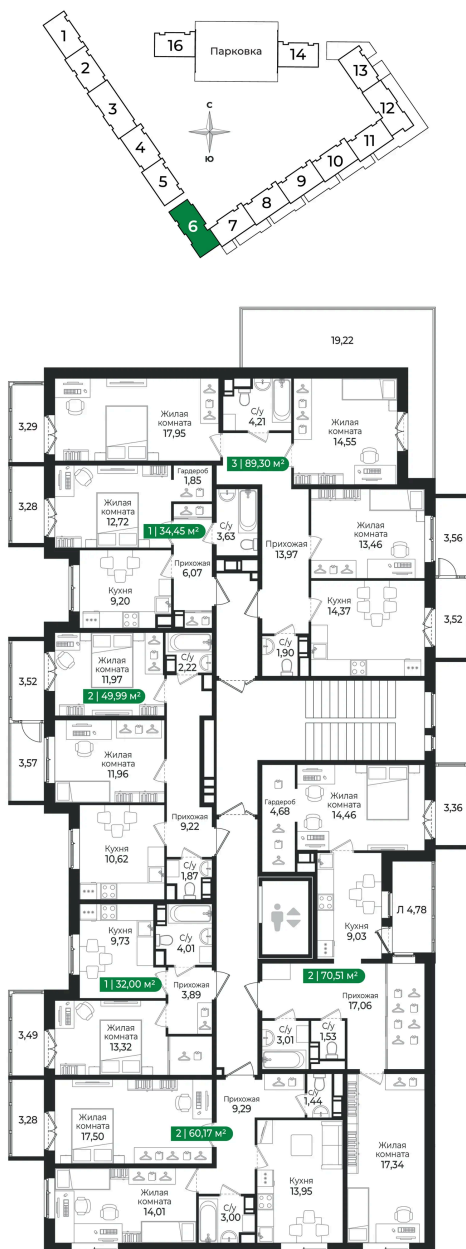 1
2
3
4
5
6
7
8
9
10
11
12
13
14
16
Парковка
С
Ю
19,22
3,29
Жилая
комната
17,95
С/у
4,21
Жилая
комната
14,55
3 | 89,30 м²
Гардероб
1,85
3,28
Жилая
комната
12,72
1 | 34,45 м²
С/у
3,63
Прихожая
13,97
Жилая
комната
13,46
3,56
Прихожая
6,07
Кухня
9,20
Кухня
14,37
3,52
С/у
1,90
С/у
2,22
3,52
Жилая
комната
11,97
2 | 49,99 м²
3,57
Жилая
комната
11,96
Гардероб
4,68
Жилая
комната
14,46
3,36
Прихожая
9,22
Кухня
10,62
С/у
1,87
Кухня
9,03
Л 4,78
Кухня
9,73
С/у
4,01
1 | 32,00 м²
Прихожая
3,89
2 | 70,51 м²
Прихожая
17,06
3,49
Жилая
комната
13,32
С/у
3,01
С/у
1,53
3,28
Жилая
комната
17,50
Прихожая
9,29
С/у
1,44
2 | 60,17 м²
Жилая
комната
17,34
Кухня
13,95
Жилая
комната
14,01
С/у
3,00